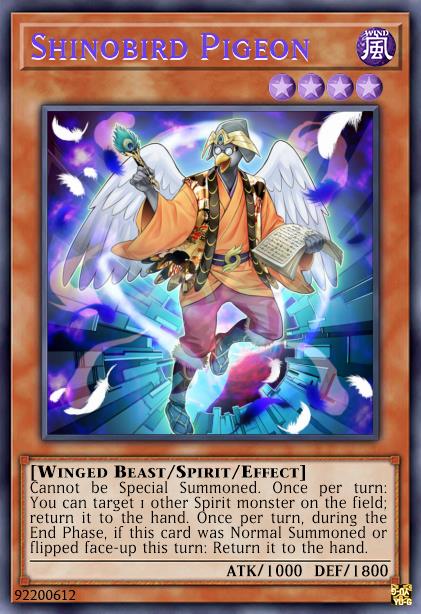 Shinobird Pigeon
WIND
風
[Winged Beast/Spirit/Effect]
Cannot be Special Summoned. Once per turn:
You can target 1 other Spirit monster on the field;
return it to the hand. Once per turn, during the
End Phase, if this card was Normal Summoned or
flipped face-up this turn: Return it to the hand.
ATK/1000 DEF/1800
92200612